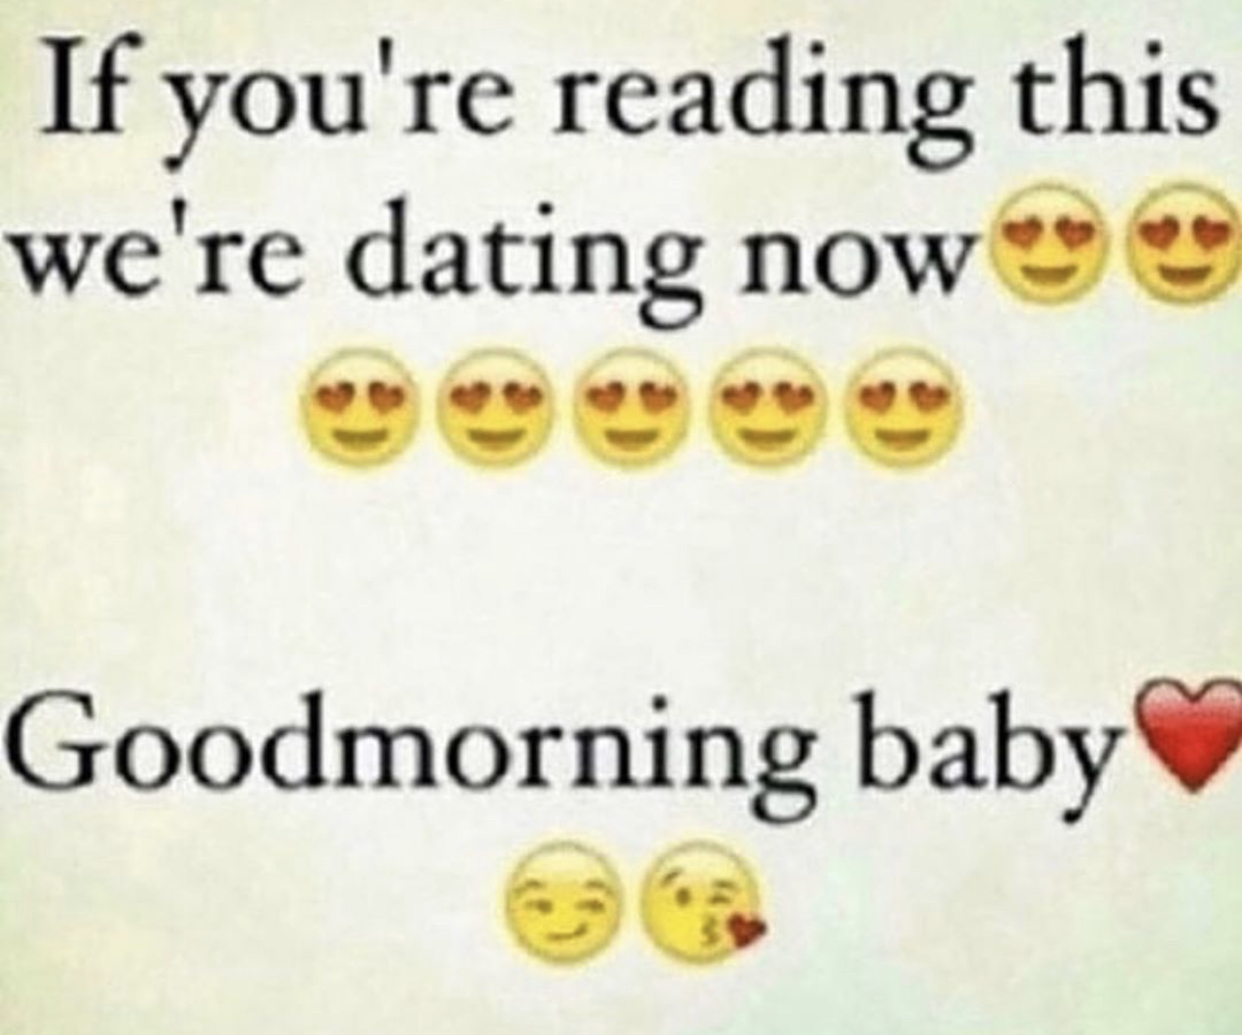 If you're reading this
we're dating now😍😍
😍😍😍😍😍
Goodmorning baby❤️
😏😘